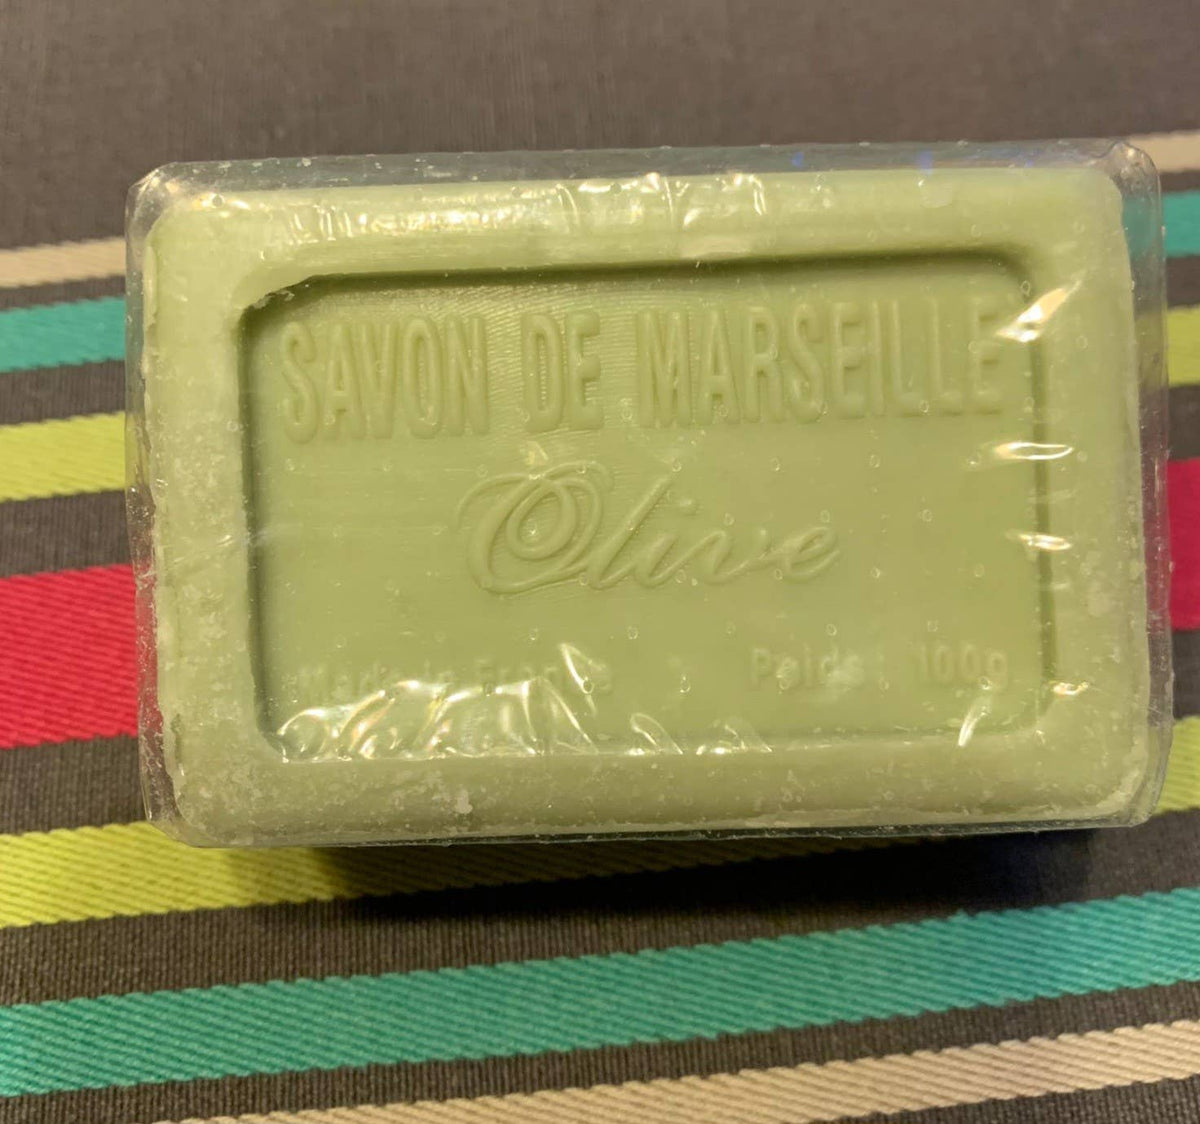 SAVON DE MARSEILLE
Olive
Made in France Poids : 100g